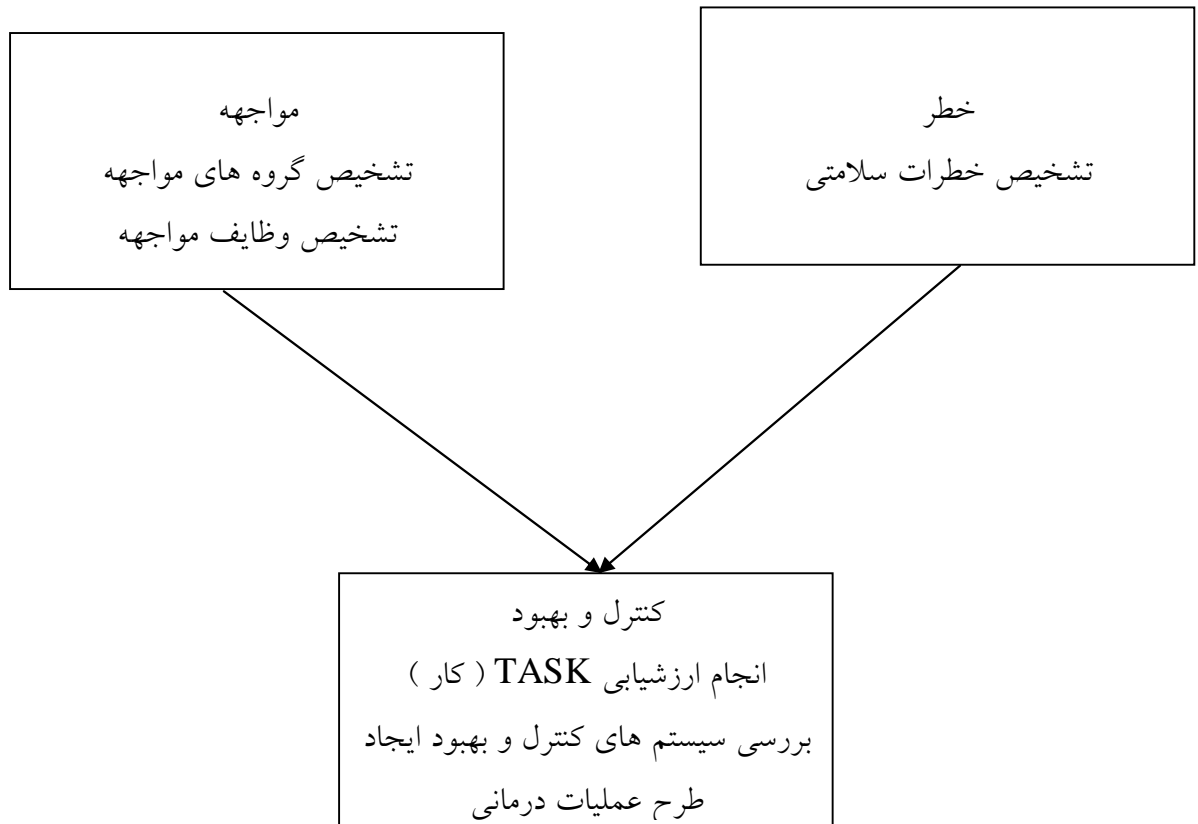 خطر
تشخیص خطرات سلامتی
مواجهه
تشخیص گروه های مواجهه
تشخیص وظایف مواجهه
کنترل و بهبود
انجام ارزشیابی TASK ( کار )
بررسی سیستم های کنترل و بهبود ایجاد
طرح عملیات درمانی